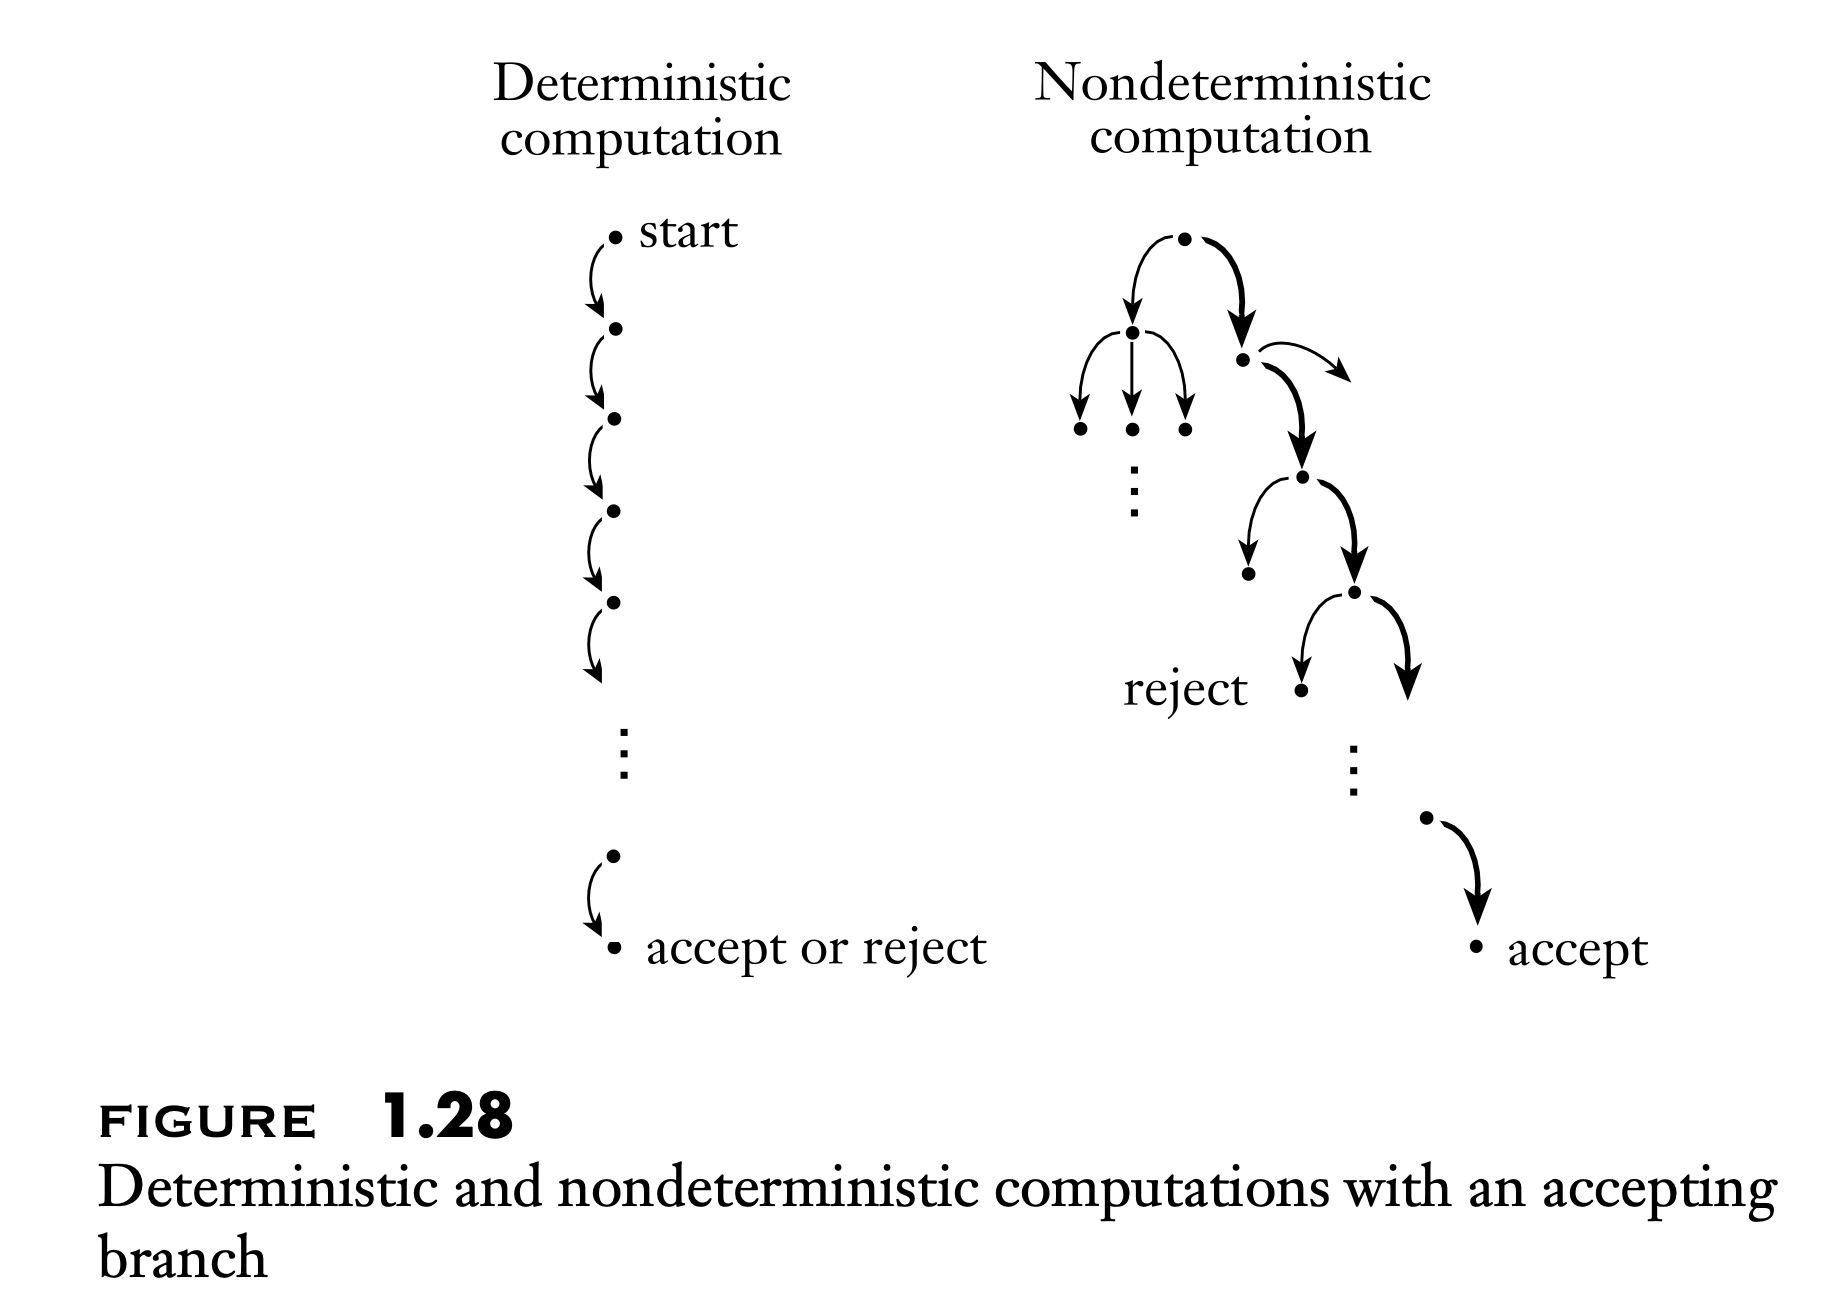 Deterministic
computation
Nondeterministic
computation
start
reject
accept or reject
accept
FIGURE 1.28
Deterministic and nondeterministic computations with an accepting
branch